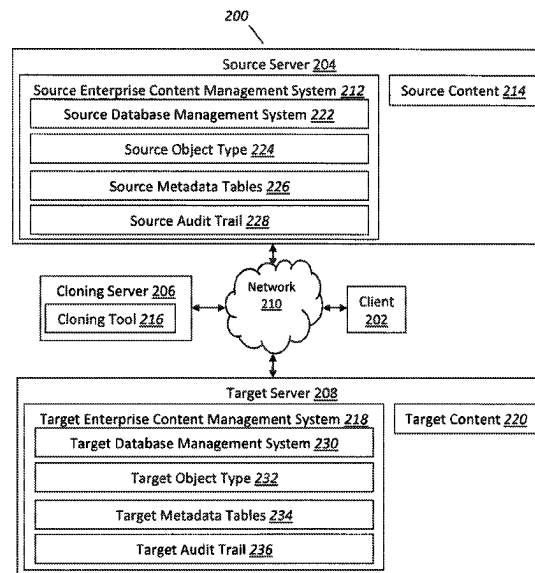 200
Source Server 204
Source Enterprise Content Management System 212
Source Content 214
Source Database Management System 222
Source Object Type 224
Source Metadata Tables 226
Source Audit Trail 228
Cloning Server 206
Cloning Tool 216
Network
210
Client
202
Target Server 208
Target Enterprise Content Management System 218
Target Content 220
Target Database Management System 230
Target Object Type 232
Target Metadata Tables 234
Target Audit Trail 236